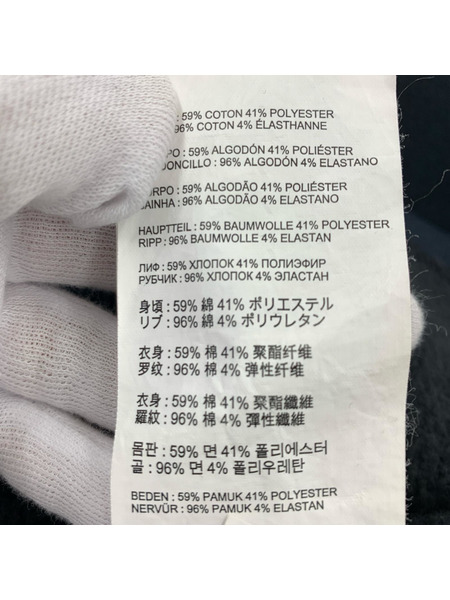 : 59% COTON 41% POLYESTER
: 96% COTON 4% ÉLASTHANNE
PO : 59% ALGODÓN 41% POLIÉSTER
DONCILLO : 96% ALGODÓN 4% ELASTANO
ORPO : 59% ALGODÃO 41% POLIÉSTER
AINHA : 96% ALGODÃO 4% ELASTANO
HAUPTTEIL : 59% BAUMWOLLE 41% POLYESTER
RIPP : 96% BAUMWOLLE 4% ELASTAN
ЛИФ : 59% ХЛОПОК 41% ПОЛИЭФИР
РУБЧИК : 96% ХЛОПОК 4% ЭЛАСТАН
身頃 : 59% 綿 41% ポリエステル
リブ : 96% 綿 4% ポリウレタン
衣身 : 59% 棉 41% 聚酯纤维
罗纹 : 96% 棉 4% 弹性纤维
衣身 : 59% 棉 41% 聚酯纖維
羅紋 : 96% 棉 4% 彈性纖維
몸판 : 59% 면 41% 폴리에스터
골 : 96% 면 4% 폴리우레탄
BEDEN : 59% PAMUK 41% POLYESTER
NERVÜR : 96% PAMUK 4% ELASTAN